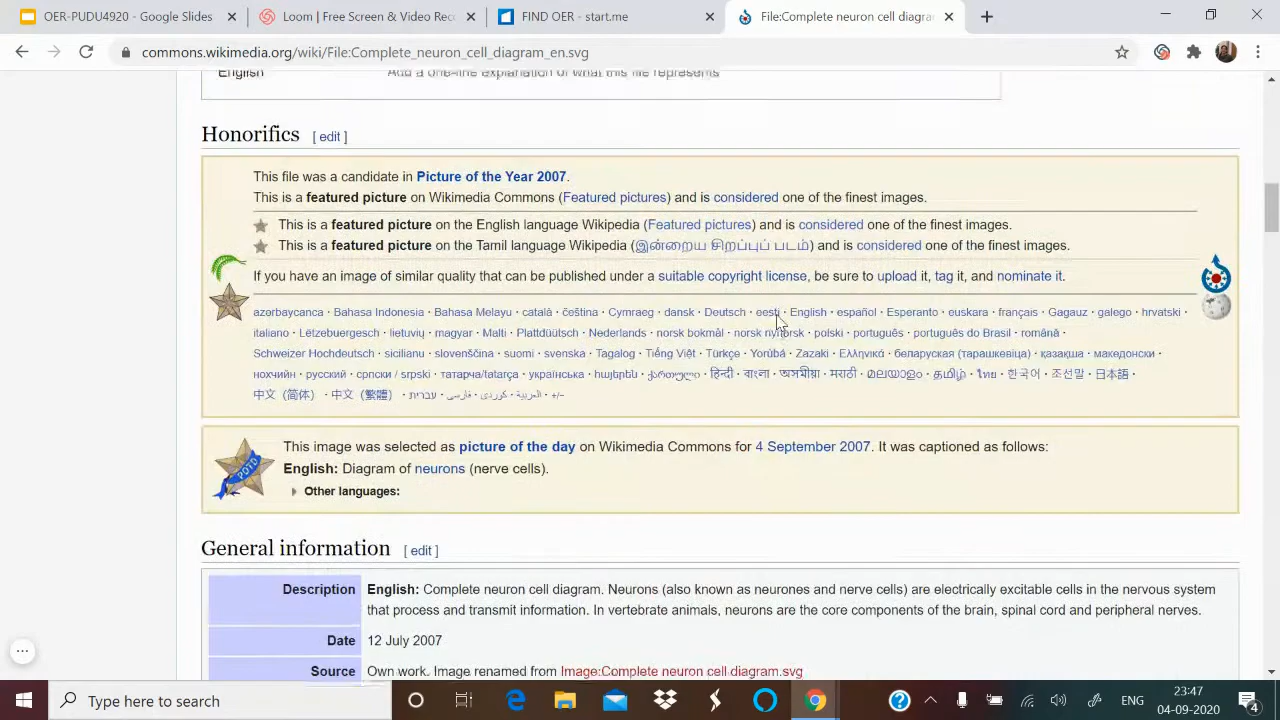 OER-PUDU4920 - Google Slides
Loom | Free Screen & Video Rec
FIND OER - start.me
File:Complete neuron cell diagra
commons.wikimedia.org/wiki/File:Complete_neuron_cell_diagram_en.svg
English Add a one-line explanation of what this file represents
Honorifics [ edit ]
This file was a candidate in Picture of the Year 2007.
This is a featured picture on Wikimedia Commons (Featured pictures) and is considered one of the finest images.
This is a featured picture on the English language Wikipedia (Featured pictures) and is considered one of the finest images.
This is a featured picture on the Tamil language Wikipedia (இன்றைய சிறப்புப் படம்) and is considered one of the finest images.
If you have an image of similar quality that can be published under a suitable copyright license, be sure to upload it, tag it, and nominate it.
azərbaycanca · Bahasa Indonesia · Bahasa Melayu · català · čeština · Cymraeg · dansk · Deutsch · eesti · English · español · Esperanto · euskara · français · Gagauz · galego · hrvatski ·
italiano · Lëtzebuergesch · lietuvių · magyar · Malti · Plattdüütsch · Nederlands · norsk bokmål · norsk nynorsk · polski · português · português do Brasil · română ·
Schweizer Hochdeutsch · sicilianu · slovenščina · suomi · svenska · Tagalog · Tiếng Việt · Türkçe · Yorùbá · Zazaki · Ελληνικά · беларуская (тарашкевіца) · қазақша · македонски ·
нохчийн · русский · српски / srpski · татарча/tatarça · українська · հայերեն · ქართული · हिन्दी · বাংলা · অসমীয়া · मराठी · മലയാളം · தமிழ் · ไทย · 한국어 · 조선말 · 日本語 ·
中文（简体） · 中文（繁體） · עברית · فارسی · کوردی · العربية · +/−
This image was selected as picture of the day on Wikimedia Commons for 4 September 2007. It was captioned as follows:
POTD
English: Diagram of neurons (nerve cells).
Other languages:
General information [ edit ]
Description English: Complete neuron cell diagram. Neurons (also known as neurones and nerve cells) are electrically excitable cells in the nervous system
that process and transmit information. In vertebrate animals, neurons are the core components of the brain, spinal cord and peripheral nerves.
Date 12 July 2007
Source Own work. Image renamed from Image:Complete neuron cell diagram.svg
Type here to search
ENG
23:47
04-09-2020
4